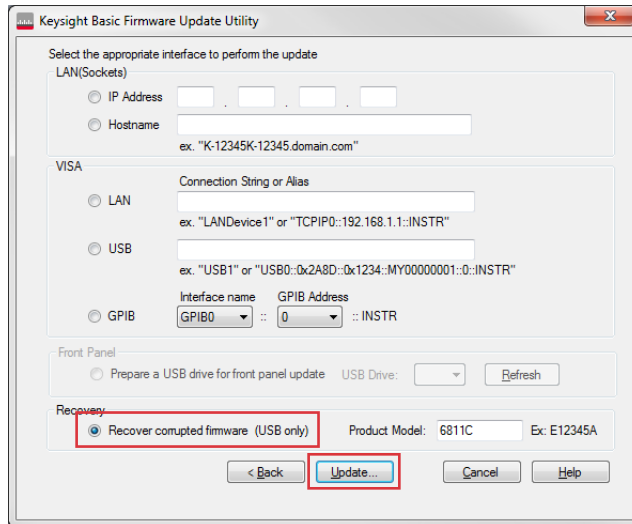 Keysight Basic Firmware Update Utility
X
Select the appropriate interface to perform the update
LAN(Sockets)
IP Address . . .
Hostname
ex. "K-12345K-12345.domain.com"
VISA
Connection String or Alias
LAN
ex. "LANDevice1" or "TCPIP0::192.168.1.1::INSTR"
USB
ex. "USB1" or "USB0::0x2A8D::0x1234::MY00000001::0::INSTR"
Interface name GPIB Address
GPIB GPIB0 :: 0 :: INSTR
Front Panel
Prepare a USB drive for front panel update USB Drive: Refresh
Recovery
Recover corrupted firmware (USB only) Product Model: 6811C Ex: E12345A
< Back Update... Cancel Help